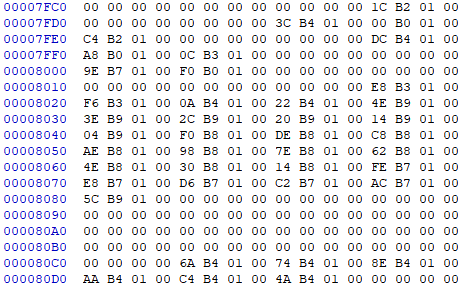 00007FC0 00 00 00 00 00 00 00 00 00 00 00 00 1C B2 01 00
00007FD0 00 00 00 00 00 00 00 00 3C B4 01 00 00 B0 01 00
00007FE0 C4 B2 01 00 00 00 00 00 00 00 00 00 DC B4 01 00
00007FF0 A8 B0 01 00 0C B3 01 00 00 00 00 00 00 00 00 00
00008000 9E B7 01 00 F0 B0 01 00 00 00 00 00 00 00 00 00
00008010 00 00 00 00 00 00 00 00 00 00 00 00 E8 B3 01 00
00008020 F6 B3 01 00 0A B4 01 00 22 B4 01 00 4E B9 01 00
00008030 3E B9 01 00 2C B9 01 00 20 B9 01 00 14 B9 01 00
00008040 04 B9 01 00 F0 B8 01 00 DE B8 01 00 C8 B8 01 00
00008050 AE B8 01 00 98 B8 01 00 7E B8 01 00 62 B8 01 00
00008060 4E B8 01 00 30 B8 01 00 14 B8 01 00 FE B7 01 00
00008070 E8 B7 01 00 D6 B7 01 00 C2 B7 01 00 AC B7 01 00
00008080 5C B9 01 00 00 00 00 00 00 00 00 00 00 00 00 00
00008090 00 00 00 00 00 00 00 00 00 00 00 00 00 00 00 00
000080A0 00 00 00 00 00 00 00 00 00 00 00 00 00 00 00 00
000080B0 00 00 00 00 00 00 00 00 00 00 00 00 00 00 00 00
000080C0 00 00 00 00 6A B4 01 00 74 B4 01 00 8E B4 01 00
000080D0 AA B4 01 00 C4 B4 01 00 4A B4 01 00 00 00 00 00